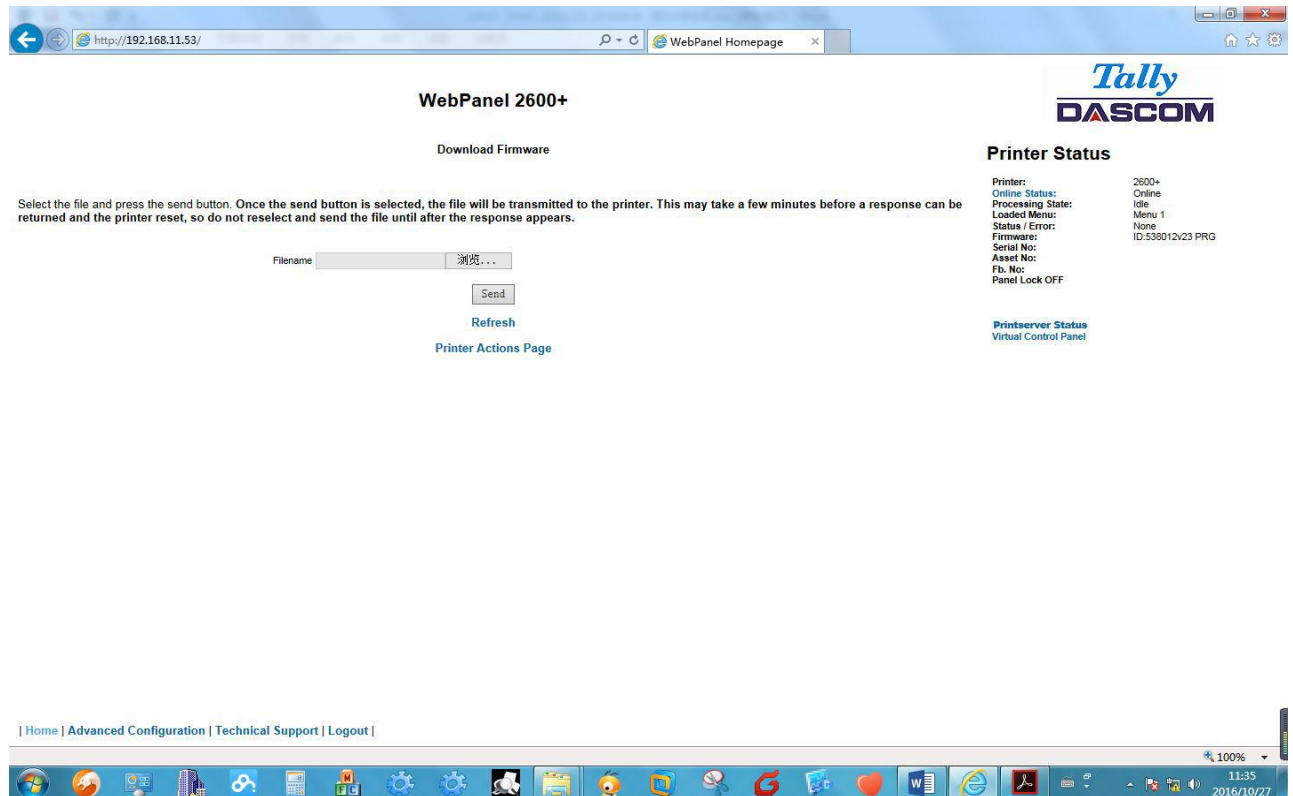 http://192.168.11.53/
WebPanel Homepage
Tally
DASCOM
WebPanel 2600+
Download Firmware
Select the file and press the send button. Once the send button is selected, the file will be transmitted to the printer. This may take a few minutes before a response can be
returned and the printer reset, so do not reselect and send the file until after the response appears.
Filename 浏览...
Send
Refresh
Printer Actions Page
Printer Status
Printer: 2600+
Online Status: Online
Processing State: Idle
Loaded Menu: Menu 1
Status / Error: None
Firmware: ID:538012v23 PRG
Serial No:
Asset No:
Fb. No:
Panel Lock OFF
Printserver Status
Virtual Control Panel
| Home | Advanced Configuration | Technical Support | Logout |
100%
11:35
2016/10/27